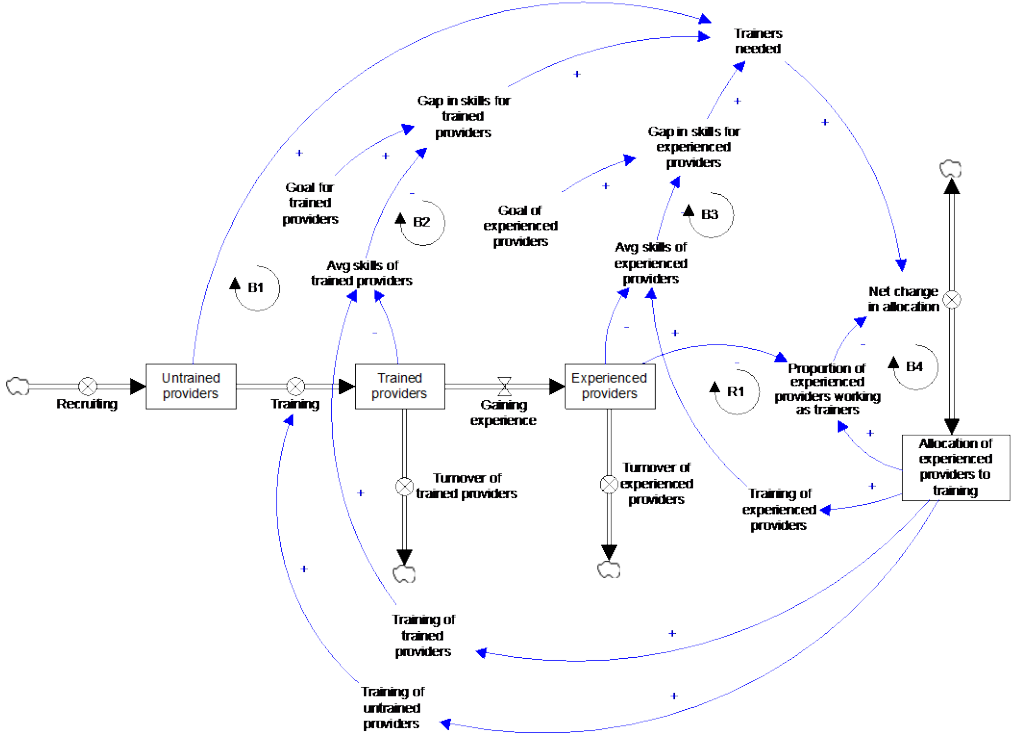 Trainers
needed
+
Gap in skills for
trained
providers
+
+
Gap in skills for
experienced
providers
+
+
+
Goal for
trained
providers
-
B2
+
Goal of
experienced
providers
-
B3
Avg skills of
trained providers
B1
Avg skills of
experienced
providers
Net change
in allocation
-
-
+
-
-
Untrained
providers
Trained
providers
Experienced
providers
Proportion of
experienced
providers working
as trainers
B4
R1
Recruiting
Training
Gaining
experience
+
Allocation of
experienced
providers to
training
Turnover of
trained providers
Turnover of
experienced
providers
+
+
Training of
experienced
providers
+
Training of
trained
providers
+
Training of
untrained
providers
+